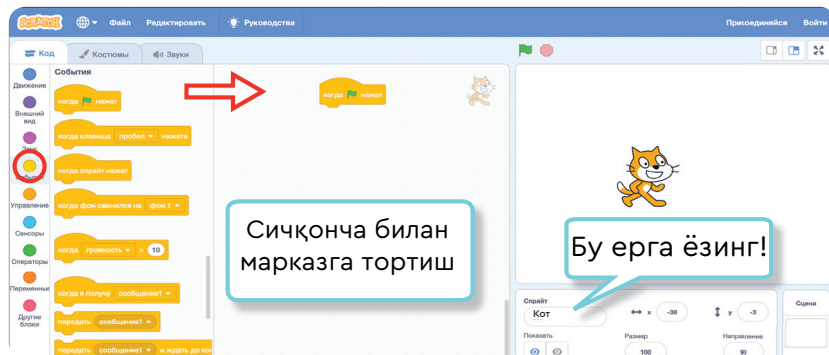 SCRATCH Файл Редактировать Руководства Присоединяйся Войти
Код Костюмы Звуки
События
Движение
Внешний вид
Звук
События
Управление
Сенсоры
Операторы
Переменные
Другие блоки
когда нажат
когда клавиша пробел нажата
когда спрайт нажат
когда фон сменился на фон 1
когда громкость > 10
когда я получу сообщение1
передать сообщение1
передать сообщение1 и ждать до кон
когда нажат
Сичқонча билан
марказга тортиш
Бу ерга ёзинг!
Спрайт
Кот x -38 y -3
Показать Размер Направление
100 90
Сцена